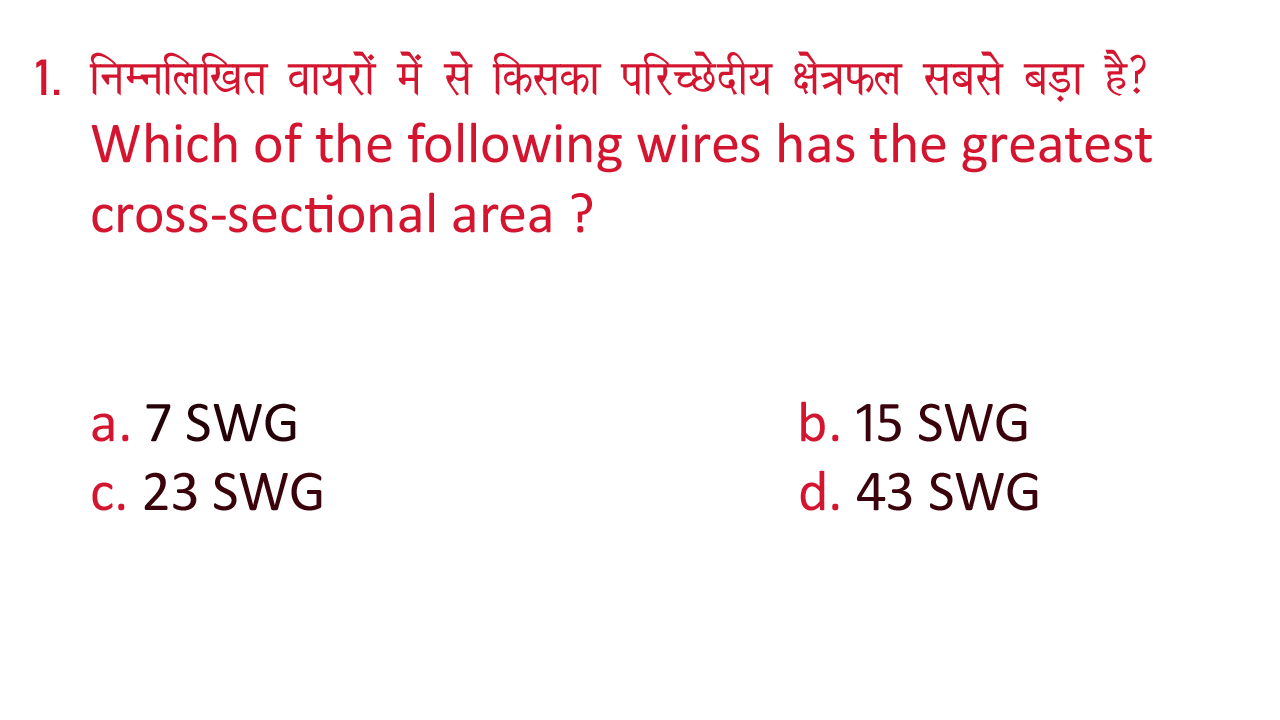 1. निम्नलिखित वायरों में से किसका परिच्छेदीय क्षेत्रफल सबसे बड़ा है?
Which of the following wires has the greatest
cross-sectional area ?
a. 7 SWG b. 15 SWG
c. 23 SWG d. 43 SWG